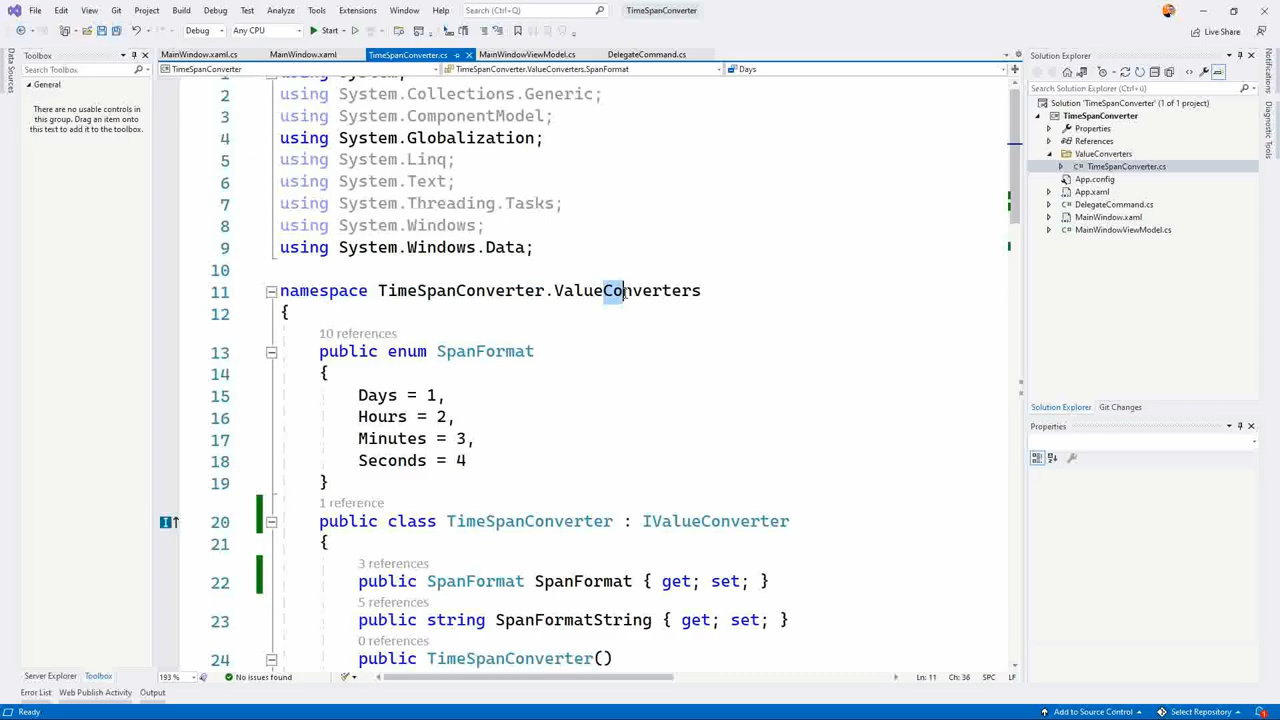 File Edit View Git Project Build Debug Test Analyze Tools Extensions Window Help Search (Ctrl+Q) TimeSpanConverter
Debug Any CPU Start Live Share
Toolbox
Search Toolbox
General
There are no usable controls in
this group. Drag an item onto
this text to add it to the toolbox.
Data Sources
MainWindow.xaml.cs MainWindow.xaml TimeSpanConverter.cs MainWindowViewModel.cs DelegateCommand.cs
TimeSpanConverter TimeSpanConverter.ValueConverters.SpanFormat Days
1 using System;
2 using System.Collections.Generic;
3 using System.ComponentModel;
4 using System.Globalization;
5 using System.Linq;
6 using System.Text;
7 using System.Threading.Tasks;
8 using System.Windows;
9 using System.Windows.Data;
10
11 namespace TimeSpanConverter.ValueConverters
12 {
10 references
13 public enum SpanFormat
14 {
15 Days = 1,
16 Hours = 2,
17 Minutes = 3,
18 Seconds = 4
19 }
1 reference
20 public class TimeSpanConverter : IValueConverter
21 {
3 references
22 public SpanFormat SpanFormat { get; set; }
5 references
23 public string SpanFormatString { get; set; }
0 references
24 public TimeSpanConverter()
193 % No issues found Ln: 11 Ch: 36 SPC LF
Solution Explorer
Search Solution Explorer (Ctrl+ü)
Solution 'TimeSpanConverter' (1 of 1 project)
TimeSpanConverter
Properties
References
ValueConverters
TimeSpanConverter.cs
App.config
App.xaml
DelegateCommand.cs
MainWindow.xaml
MainWindowViewModel.cs
Solution Explorer Git Changes
Properties
Notifications
Diagnostic Tools
Server Explorer Toolbox
Error List Web Publish Activity Output
Ready Add to Source Control Select Repository